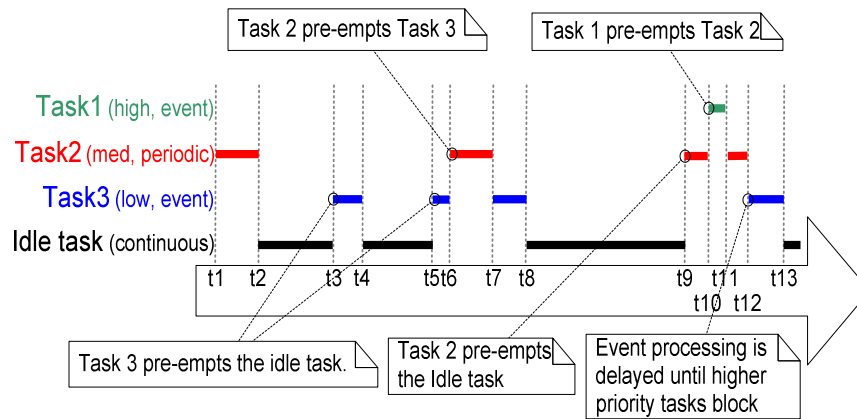 Task 2 pre-empts Task 3
Task 1 prempts Task 2
Task1 (high, event)
Task2 (med, periodic)
Task3 (low, event)
Idle task (continuous)
t1 t2 t3 t4 t5 t6 t7 t8 t9 t11 t13
t10 t12
Task 3 pre-empts the idle task.
Task 2 pre-empts
the Idle task
Event processing is
delayed until higher
priority tasks block